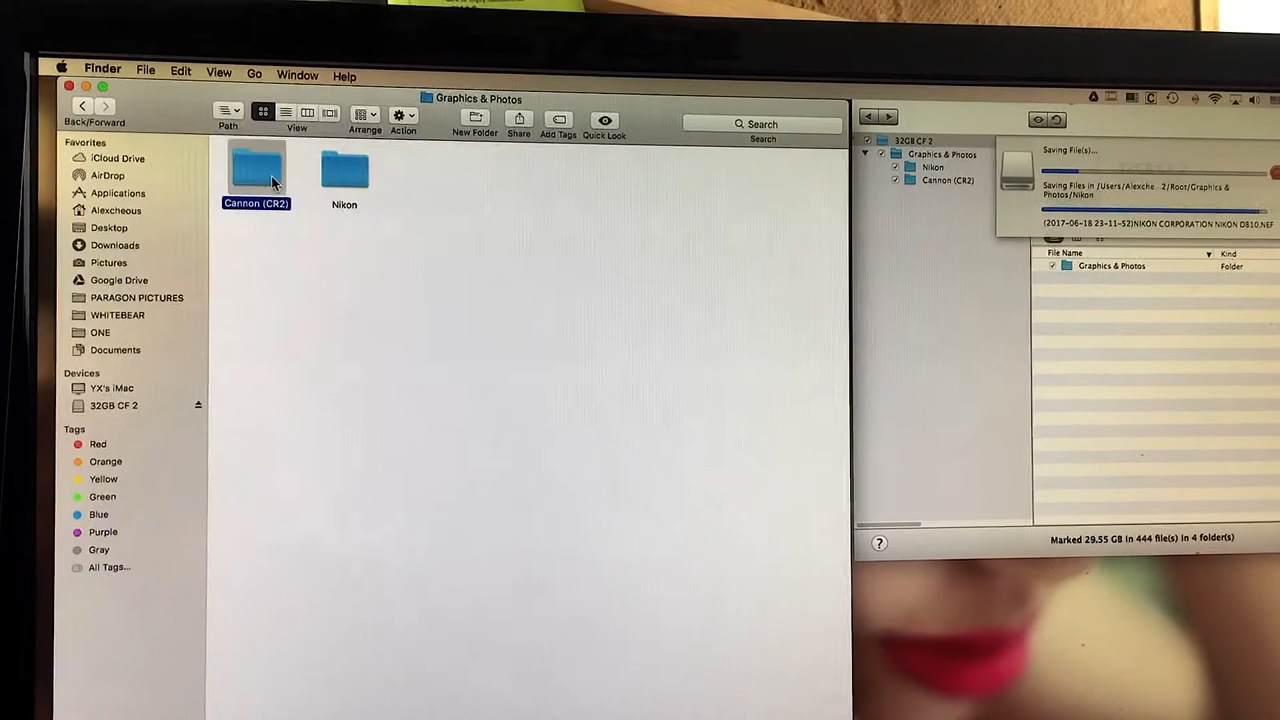 Finder File Edit View Go Window Help
Graphics & Photos
Back/Forward
Path
View
Arrange
Action
New Folder
Share
Add Tags
Quick Look
Search
Search
Favorites
iCloud Drive
AirDrop
Applications
Alexcheous
Desktop
Downloads
Pictures
Google Drive
PARAGON PICTURES
WHITEBEAR
ONE
Documents
Devices
YX's iMac
32GB CF 2
Tags
Red
Orange
Yellow
Green
Blue
Purple
Gray
All Tags...
Cannon (CR2)
Nikon
32GB CF 2
Graphics & Photos
Nikon
Cannon (CR2)
Saving File(s)...
Saving Files in /Users/Alexche...2/Root/Graphics &
Photos/Nikon
(2017-06-18 23-11-52)NIKON CORPORATION NIKON D810.NEF
File Name Kind
Graphics & Photos Folder
?
Marked 29.55 GB in 444 file(s) in 4 folder(s)